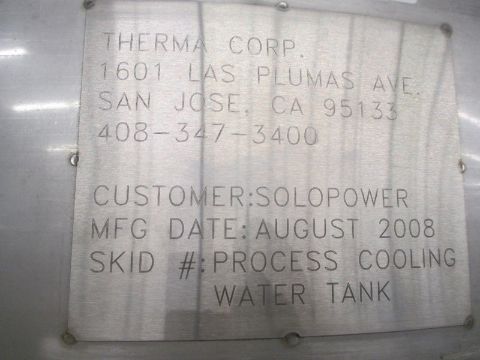 THERMA CORP.
1601 LAS PLUMAS AVE.
SAN JOSE, CA 95133
408-347-3400
CUSTOMER:SOLOPOWER
MFG DATE: AUGUST 2008
SKID #:PROCESS COOLING
WATER TANK